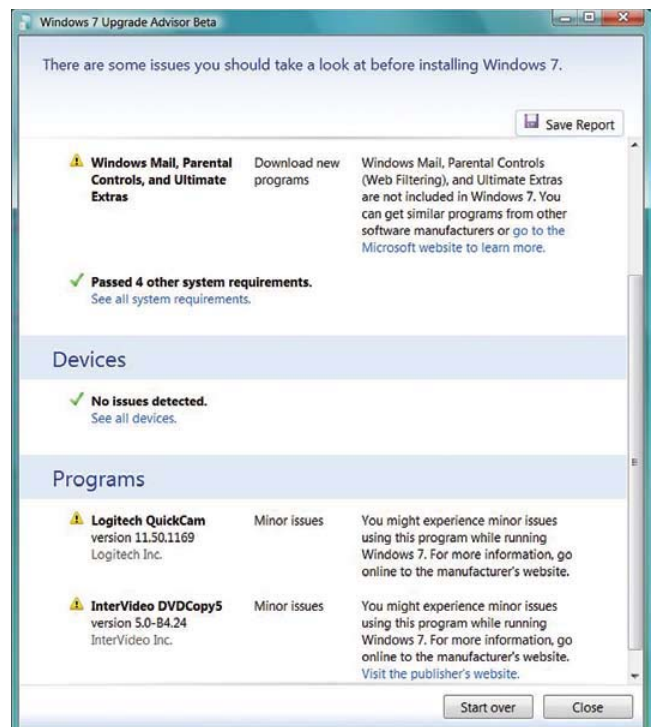 Windows 7 Upgrade Advisor Beta
There are some issues you should take a look at before installing Windows 7.
Save Report
Windows Mail, Parental
Controls, and Ultimate
Extras
Download new
programs
Windows Mail, Parental Controls
(Web Filtering), and Ultimate Extras
are not included in Windows 7. You
can get similar programs from other
software manufacturers or go to the
Microsoft website to learn more.
Passed 4 other system requirements.
See all system requirements.
Devices
No issues detected.
See all devices.
Programs
Logitech QuickCam
version 11.50.1169
Logitech Inc.
Minor issues
You might experience minor issues
using this program while running
Windows 7. For more information, go
online to the manufacturer's website.
InterVideo DVDCopy5
version 5.0-B4.24
InterVideo Inc.
Minor issues
You might experience minor issues
using this program while running
Windows 7. For more information, go
online to the manufacturer's website.
Visit the publisher's website.
Start over
Close